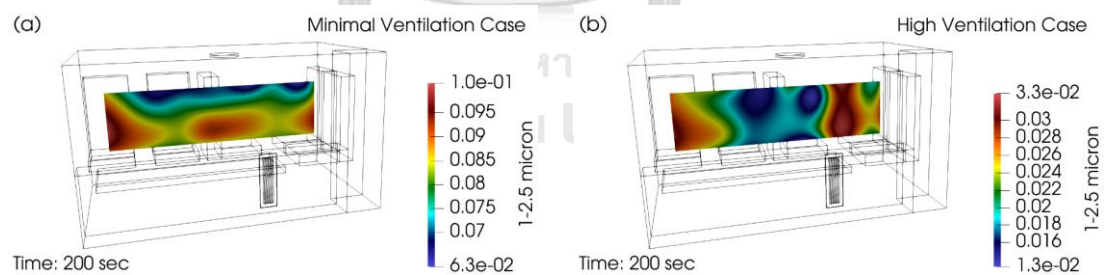 (a)
Minimal Ventilation Case
1.0e-01
0.095
0.09
0.085
0.08
0.075
0.07
6.3e-02
1-2.5 micron
Time: 200 sec
(b)
High Ventilation Case
3.3e-02
0.03
0.028
0.026
0.024
0.022
0.02
0.018
0.016
1.3e-02
1-2.5 micron
Time: 200 sec